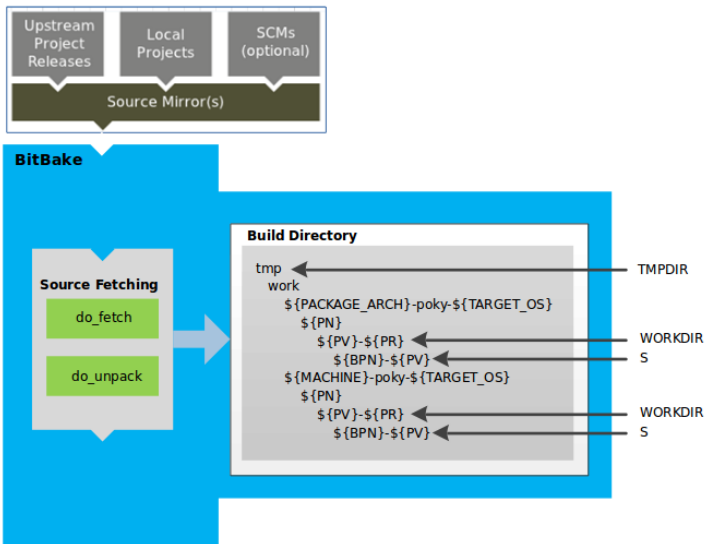 Upstream
Project
Releases
Local
Projects
SCMs
(optional)
Source Mirror(s)
BitBake
Source Fetching
do_fetch
do_unpack
Build Directory
tmp
work
${PACKAGE_ARCH}-poky-${TARGET_OS}
${PN}
${PV}-${PR}
${BPN}-${PV}
${MACHINE}-poky-${TARGET_OS}
${PN}
${PV}-${PR}
${BPN}-${PV}
TMPDIR
WORKDIR
S
WORKDIR
S